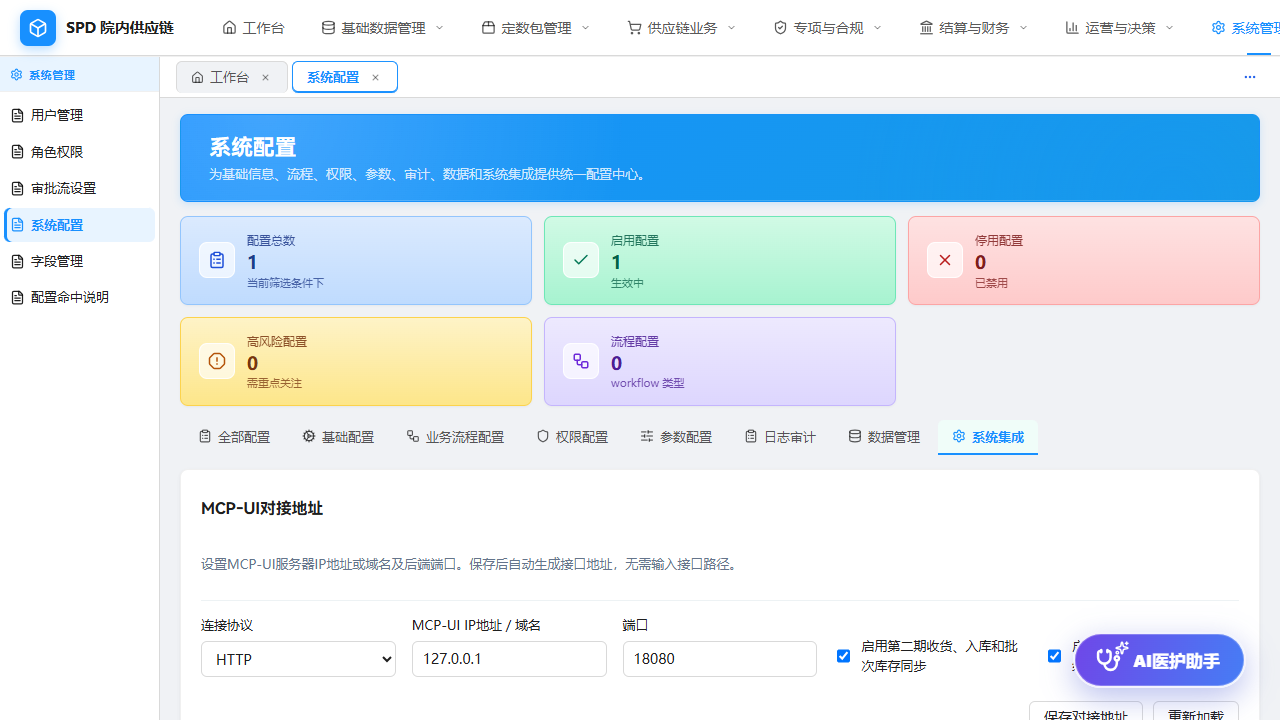 SPD 院内供应链
工作台
基础数据管理
定数包管理
供应链业务
专项与合规
结算与财务
运营与决策
系统管理
系统管理
用户管理
角色权限
审批流设置
系统配置
字段管理
配置命中说明
工作台 ×
系统配置 ×
···
系统配置
为基础信息、流程、权限、参数、审计、数据和系统集成提供统一配置中心。
配置总数
1
当前筛选条件下
启用配置
1
生效中
停用配置
0
已禁用
高风险配置
0
需重点关注
流程配置
0
workflow 类型
全部配置
基础配置
业务流程配置
权限配置
参数配置
日志审计
数据管理
系统集成
MCP-UI对接地址
设置MCP-UI服务器IP地址或域名及后端端口。保存后自动生成接口地址，无需输入接口路径。
连接协议
HTTP
MCP-UI IP地址 / 域名
127.0.0.1
端口
18080
启用第二期收货、入库和批
次库存同步
AI医护助手
保存对接地址
重新加载